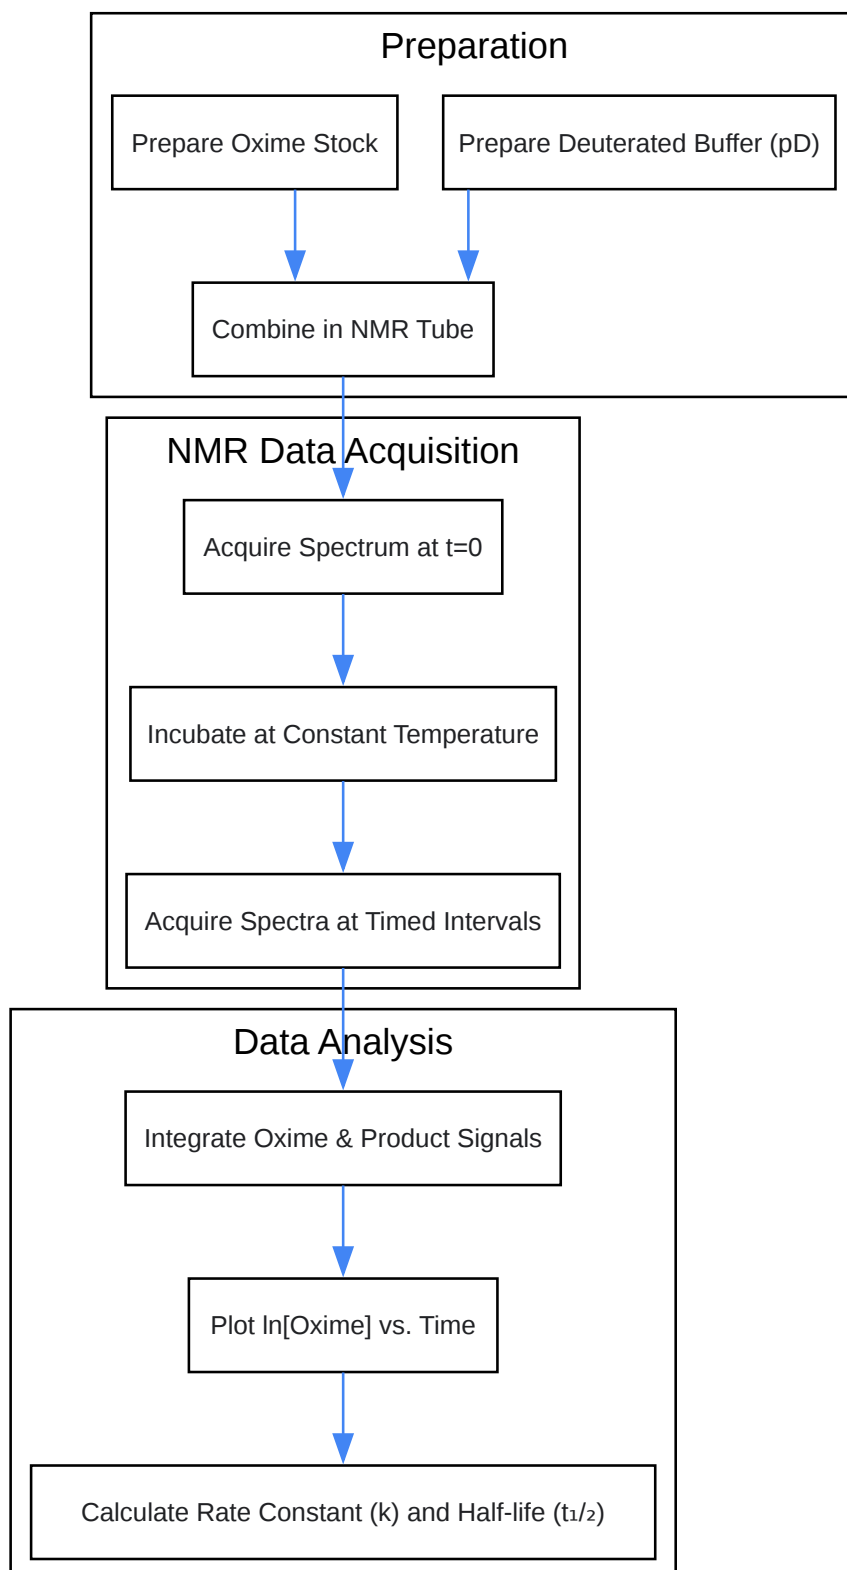 Preparation
Prepare Oxime Stock
Prepare Deuterated Buffer (pD)
Combine in NMR Tube
NMR Data Acquisition
Acquire Spectrum at t=0
Incubate at Constant Temperature
Acquire Spectra at Timed Intervals
Data Analysis
Integrate Oxime & Product Signals
Plot ln[Oxime] vs. Time
Calculate Rate Constant (k) and Half-life (t₁/₂)